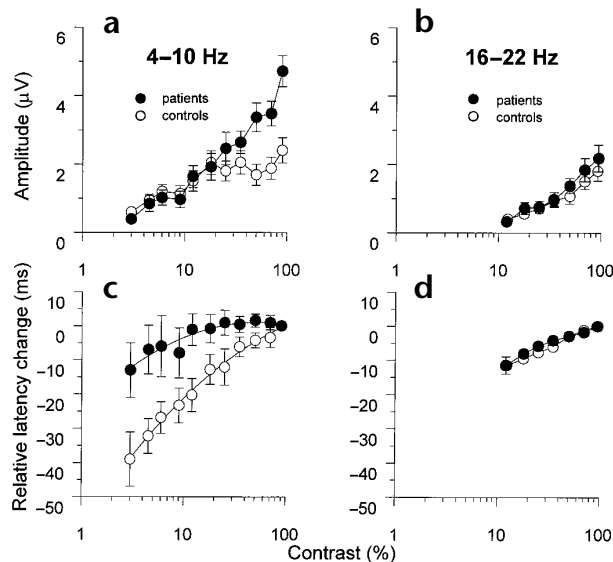 a
4–10 Hz
patients
controls
Amplitude (µV)
6
4
2
0
1
10
100
b
16–22 Hz
patients
controls
6
4
2
0
1
10
100
c
Relative latency change (ms)
10
0
−10
−20
−30
−40
−50
1
10
100
d
10
0
−10
−20
−30
−40
−50
1
10
100
Contrast (%)